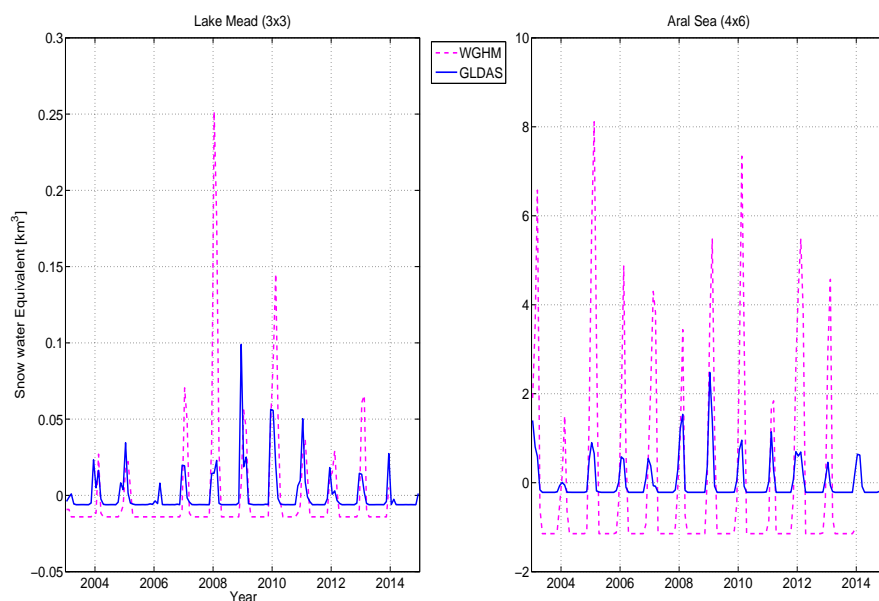 Lake Mead (3x3)
0.3
0.25
0.2
0.15
0.1
0.05
0
−0.05
Snow water Equivalent [km³]
2004 2006 2008 2010 2012 2014
Year
WGHM
GLDAS
Aral Sea (4x6)
10
8
6
4
2
0
−2
2004 2006 2008 2010 2012 2014